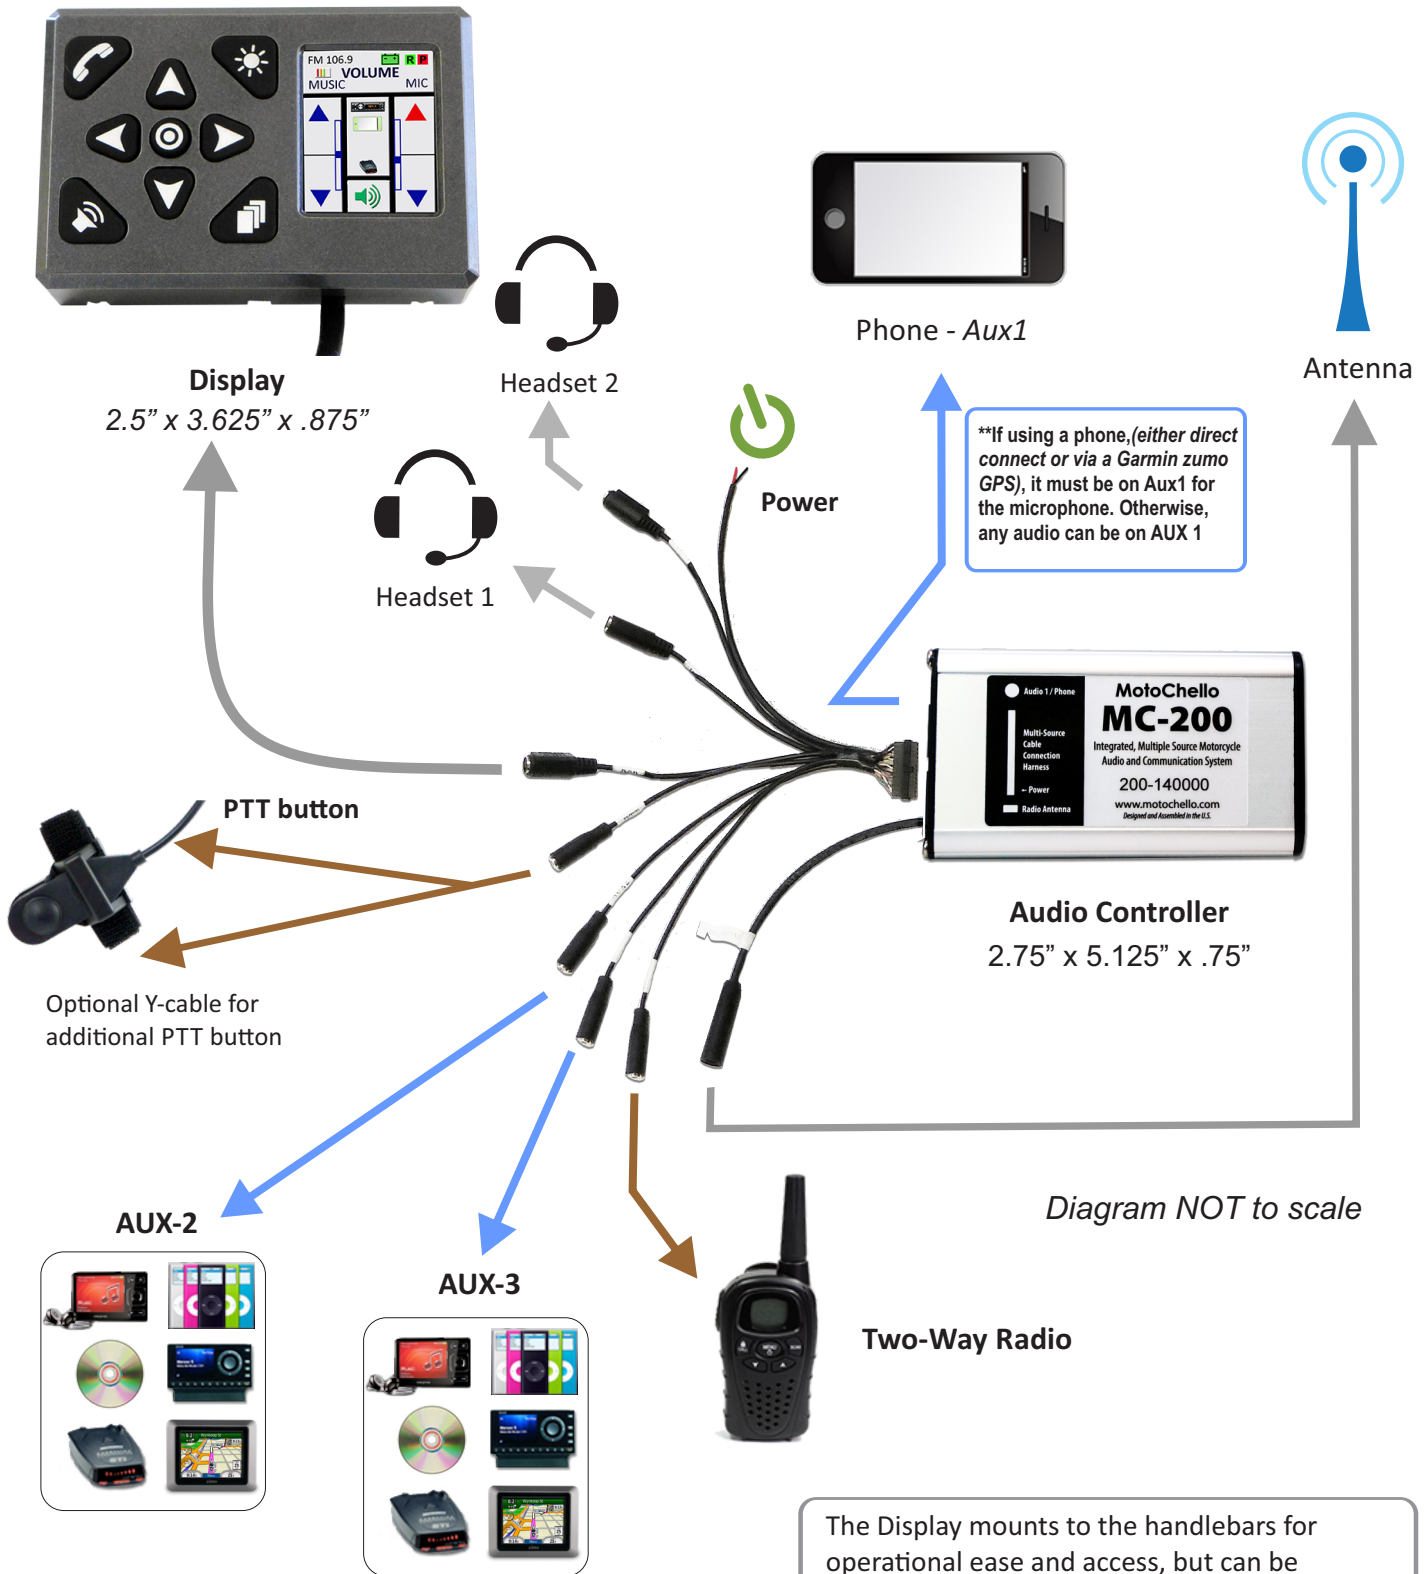 FM 106.9
R P
VOLUME
MUSIC
MIC
Display
2.5” x 3.625” x .875”
Headset 2
Headset 1
Power
Phone - Aux1
Antenna
**If using a phone,(either direct
connect or via a Garmin zumo
GPS), it must be on Aux1 for
the microphone. Otherwise,
any audio can be on AUX 1
Audio 1 / Phone
Multi-Source
Cable
Connection
Harness
← Power
Radio Antenna
MotoChello
MC-200
Integrated, Multiple Source Motorcycle
Audio and Communication System
200-140000
www.motochello.com
Designed and Assembled in the U.S.
Audio Controller
2.75” x 5.125” x .75”
PTT button
Optional Y-cable for
additional PTT button
Diagram NOT to scale
AUX-2
AUX-3
Two-Way Radio
MENU
The Display mounts to the handlebars for
operational ease and access, but can be